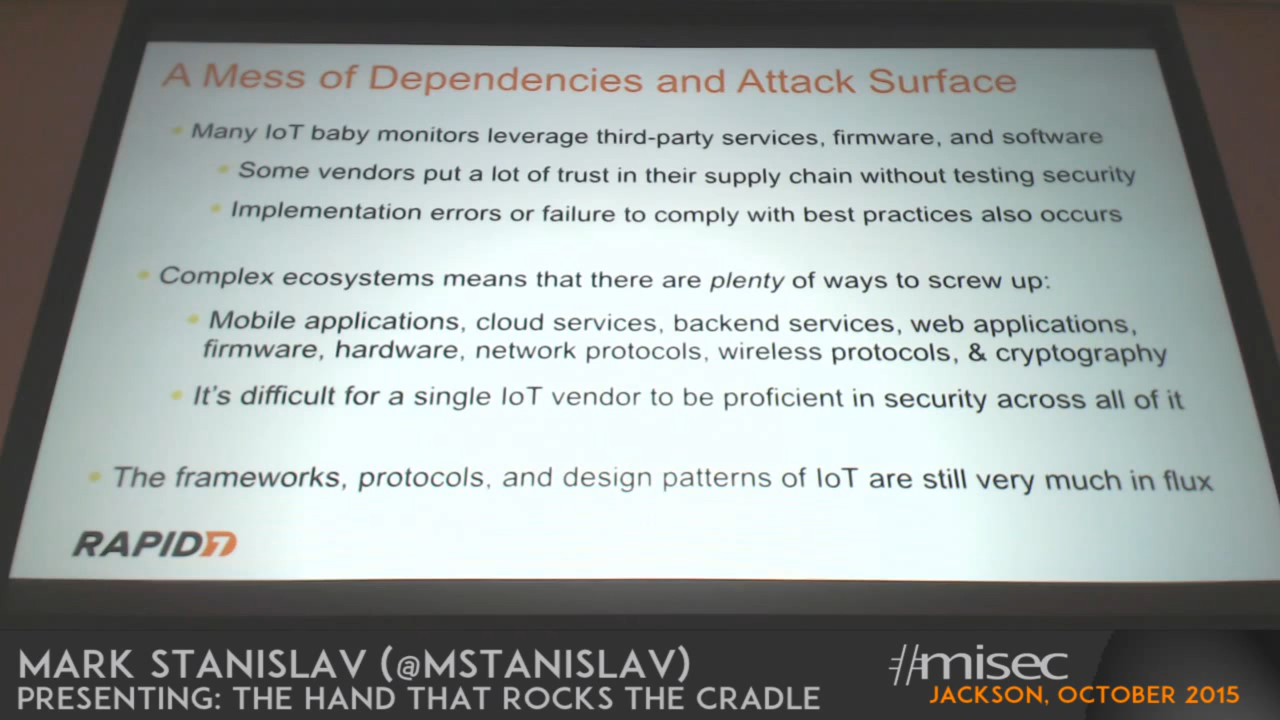 A Mess of Dependencies and Attack Surface
Many IoT baby monitors leverage third-party services, firmware, and software
Some vendors put a lot of trust in their supply chain without testing security
Implementation errors or failure to comply with best practices also occurs
Complex ecosystems means that there are plenty of ways to screw up:
Mobile applications, cloud services, backend services, web applications,
firmware, hardware, network protocols, wireless protocols, & cryptography
It's difficult for a single IoT vendor to be proficient in security across all of it
The frameworks, protocols, and design patterns of IoT are still very much in flux
RAPID7
MARK STANISLAV (@MSTANISLAV)
PRESENTING: THE HAND THAT ROCKS THE CRADLE
#misec
JACKSON, OCTOBER 2015